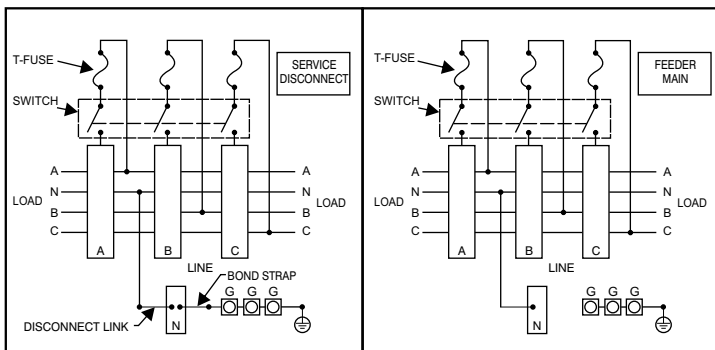 T-FUSE
SERVICE
DISCONNECT
SWITCH
A
N
LOAD
B
C
A
N
LOAD
B
C
A
B
C
LINE
BOND STRAP
G G G
DISCONNECT LINK
N
T-FUSE
FEEDER
MAIN
SWITCH
A
N
LOAD
B
C
A
N
LOAD
B
C
A
B
C
LINE
G G G
N